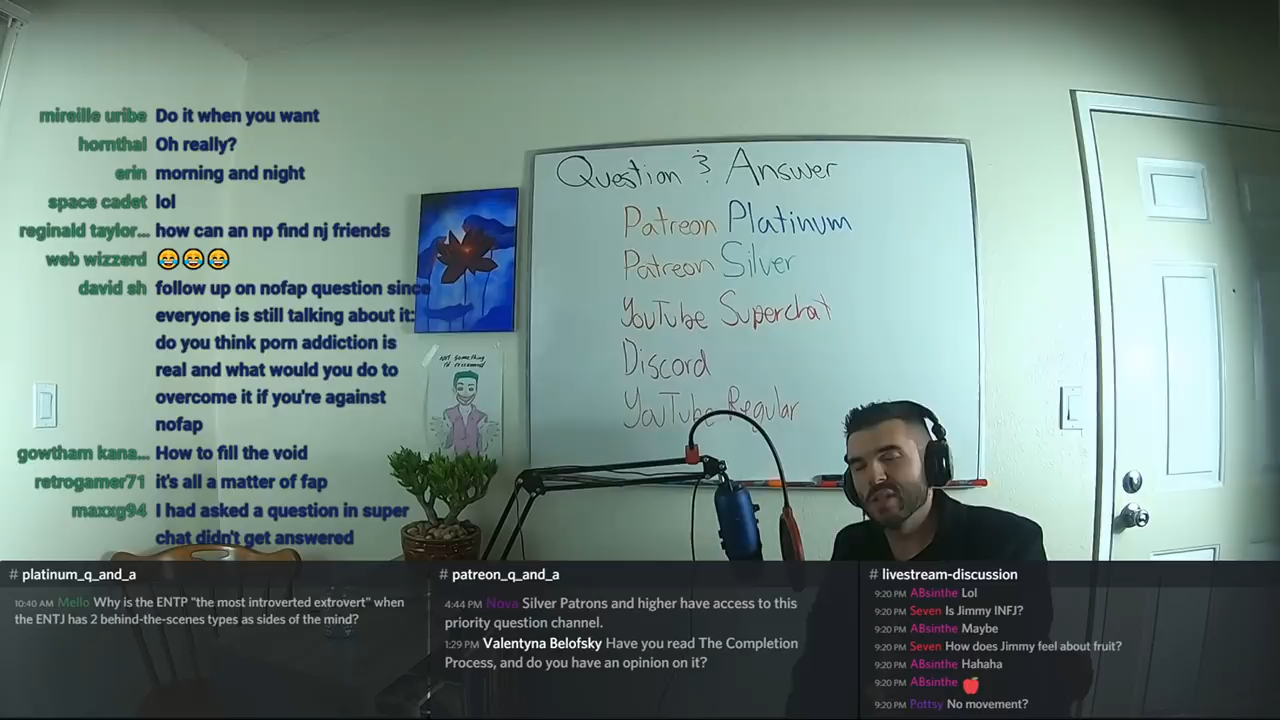 mireille uribe Do it when you want
hornthal Oh really?
erin morning and night
space cadet lol
reginald taylor... how can an np find nj friends
web wizzerd 😂😂😂
david sh follow up on nofap question since
everyone is still talking about it:
do you think porn addiction is
real and what would you do to
overcome it if you're against
nofap
gowtham kana... How to fill the void
retrogamer71 it's all a matter of fap
maxxg94 I had asked a question in super
chat didn't get answered
Question & Answer
Patreon Platinum
Patreon Silver
YouTube Superchat
Discord
YouTube Regular
NOT something
I'd recommend
# platinum_q_and_a
10:40 AM Mello Why is the ENTP "the most introverted extrovert" when
the ENTJ has 2 behind-the-scenes types as sides of the mind?
# patreon_q_and_a
4:44 PM Nova Silver Patrons and higher have access to this
priority question channel.
1:29 PM Valentyna Belofsky Have you read The Completion
Process, and do you have an opinion on it?
# livestream-discussion
9:20 PM ABsinthe Lol
9:20 PM Seven Is Jimmy INFJ?
9:20 PM ABsinthe Maybe
9:20 PM Seven How does Jimmy feel about fruit?
9:20 PM ABsinthe Hahaha
9:20 PM ABsinthe 🍎
9:20 PM Pottsy No movement?